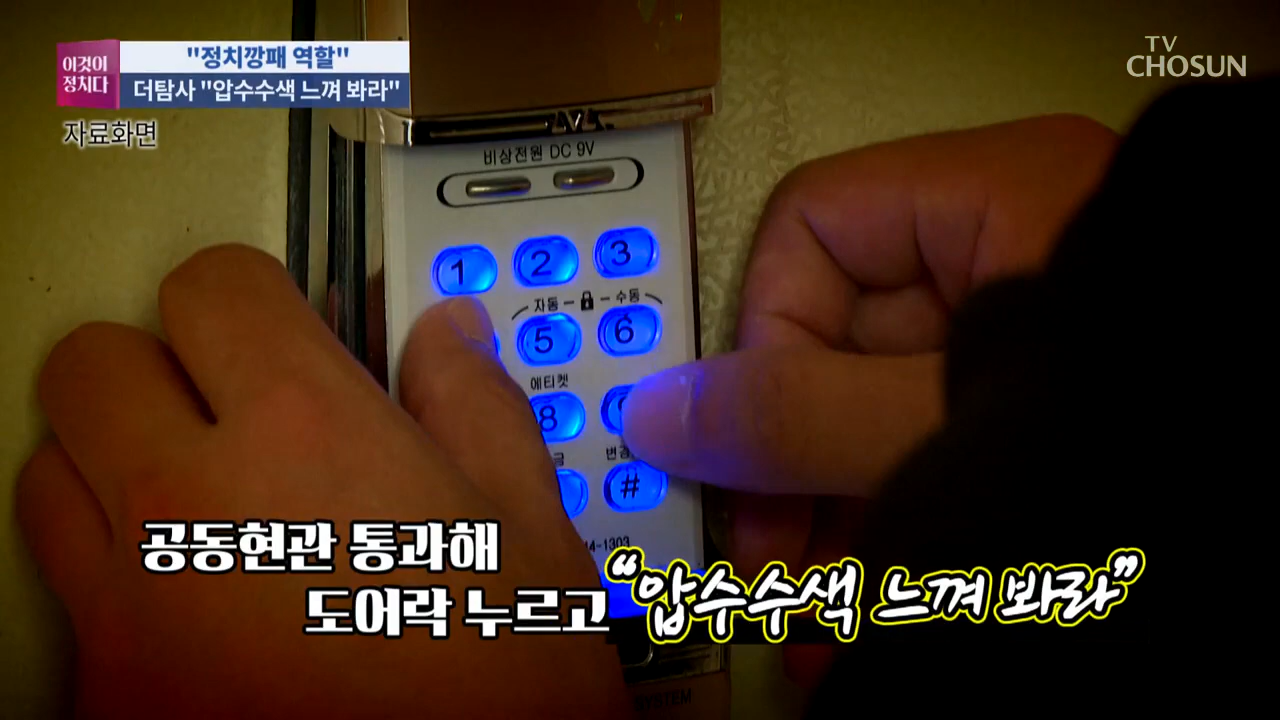 이것이
정치다
"정치깡패 역할"
더탐사 "압수수색 느껴 봐라"
TV
CHOSUN
자료화면
비상전원 DC 9V
1 2 3
자동 수동
5 6
에티켓
8
#
공동현관 통과해
도어락 누르고 “압수수색 느껴 봐라”
SYSTEM